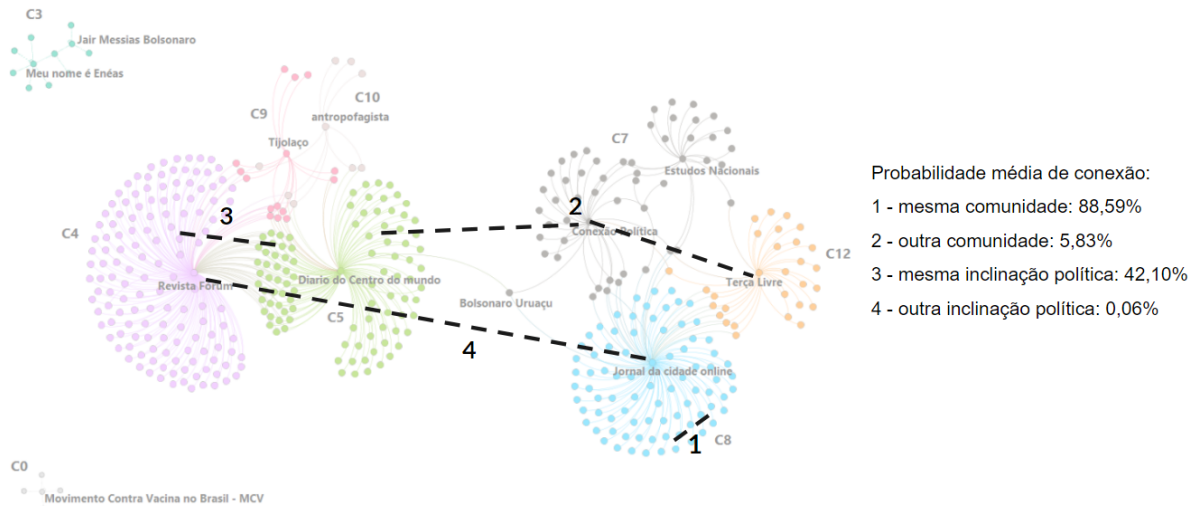 C3
Jair Messias Bolsonaro
Meu nome é Enéas
C10
C9
antropofagista
Tijolaço
C7
Estudos Nacionais
3
2
C4
Conexão Política
C12
Revista Fórum
Diario do Centro do mundo
Terça Livre
Bolsonaro Uruaçu
C5
4
Jornal da cidade online
1
C8
C0
Movimento Contra Vacina no Brasil - MCV
Probabilidade média de conexão:
1 - mesma comunidade: 88,59%
2 - outra comunidade: 5,83%
3 - mesma inclinação política: 42,10%
4 - outra inclinação política: 0,06%